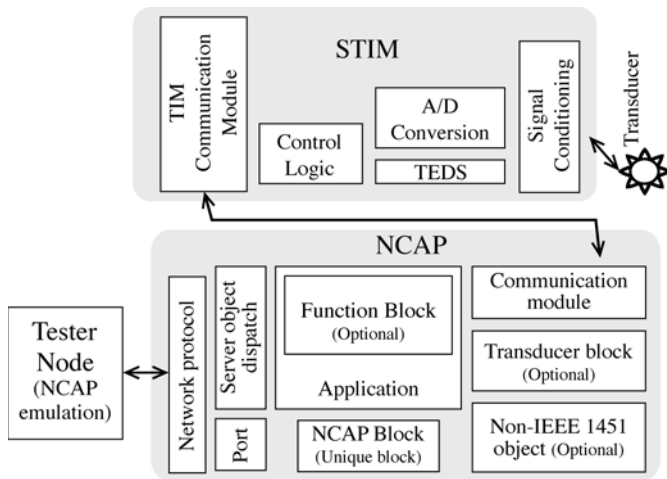 STIM
TIM
Communication
Module
Control
Logic
A/D
Conversion
TEDS
Signal
Conditioning
Transducer
NCAP
Tester
Node
(NCAP
emulation)
Network protocol
Server object
dispatch
Port
Function Block
(Optional)
Application
NCAP Block
(Unique block)
Communication
module
Transducer block
(Optional)
Non-IEEE 1451
object (Optional)